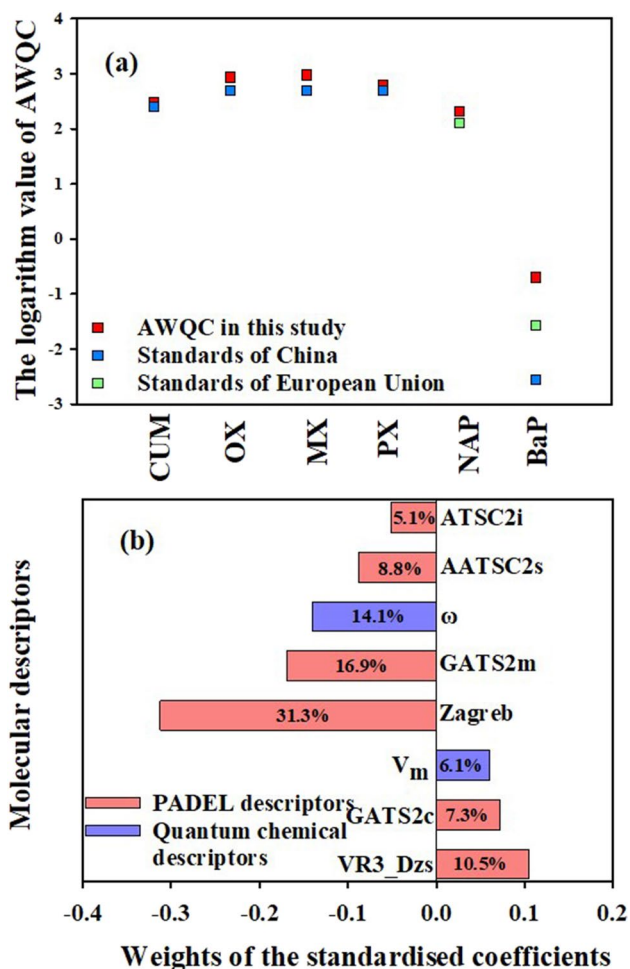 The logarithm value of AWQC
4
3
2
1
0
-1
-2
-3
(a)
AWQC in this study
Standards of China
Standards of European Union
CUM
OX
MX
PX
NAP
BaP
Molecular descriptors
(b)
5.1% ATSC2i
8.8% AATSC2s
14.1% ω
16.9% GATS2m
31.3% Zagreb
Vm 6.1%
PADEL descriptors
GATS2c 7.3%
Quantum chemical
descriptors
VR3_Dzs 10.5%
-0.4 -0.3 -0.2 -0.1 0.0 0.1 0.2
Weights of the standardised coefficients